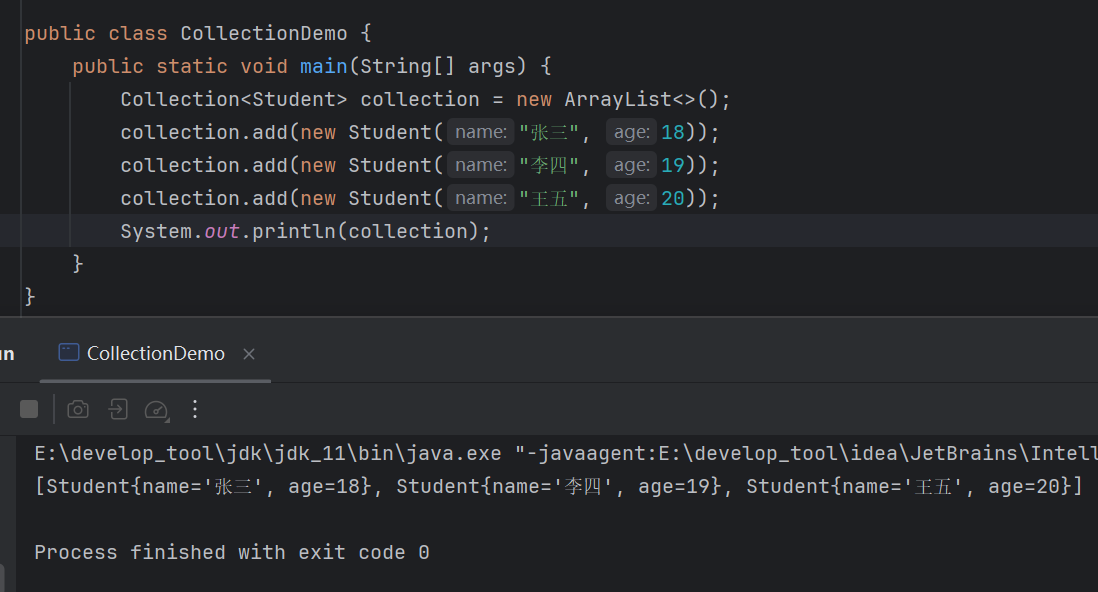 public class CollectionDemo {
public static void main(String[] args) {
Collection<Student> collection = new ArrayList<>();
collection.add(new Student( name: "张三", age: 18));
collection.add(new Student( name: "李四", age: 19));
collection.add(new Student( name: "王五", age: 20));
System.out.println(collection);
}
}
un CollectionDemo ×
E:\develop_tool\jdk\jdk_11\bin\java.exe "-javaagent:E:\develop_tool\idea\JetBrains\Intell
[Student{name='张三', age=18}, Student{name='李四', age=19}, Student{name='王五', age=20}]
Process finished with exit code 0